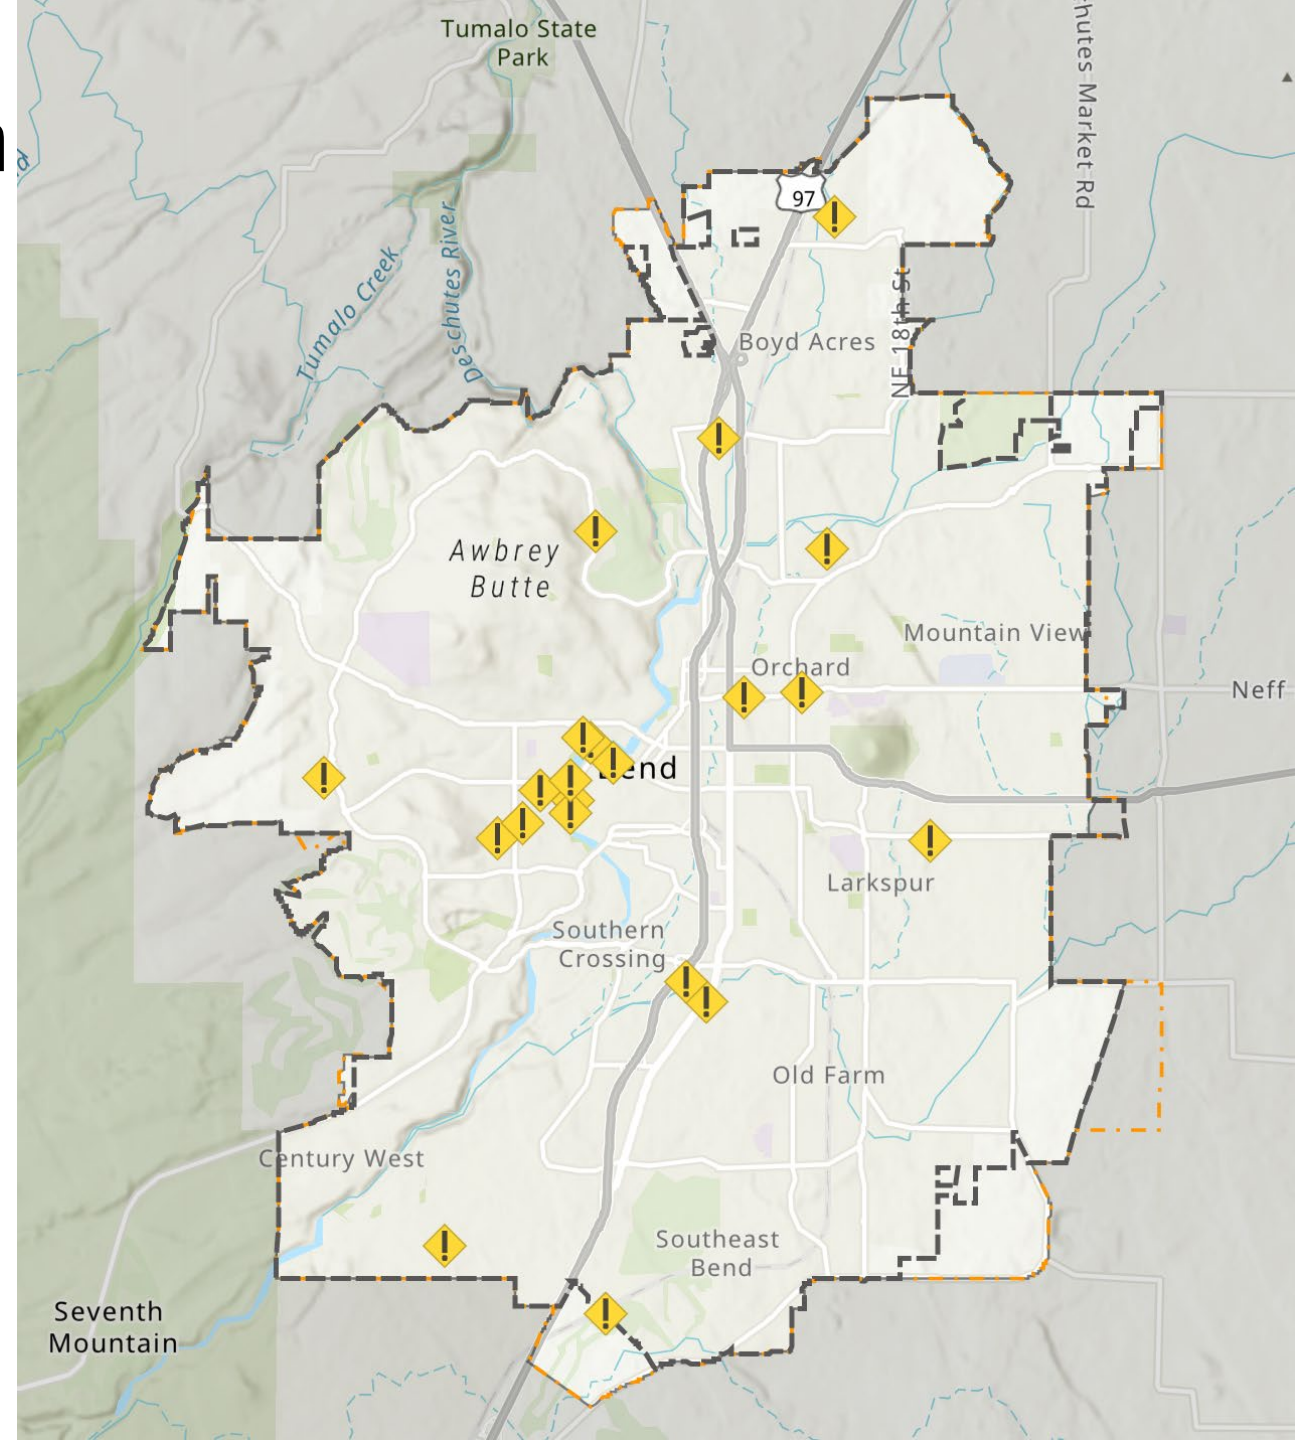 Tumalo State
Park
hutes Market Rd
97
Tumalo Creek
Deschutes River
Boyd Acres
NE 18th St
Awbrey
Butte
Mountain View
Orchard
Neff
Bend
Larkspur
Southern
Crossing
Old Farm
Century West
Southeast
Bend
Seventh
Mountain